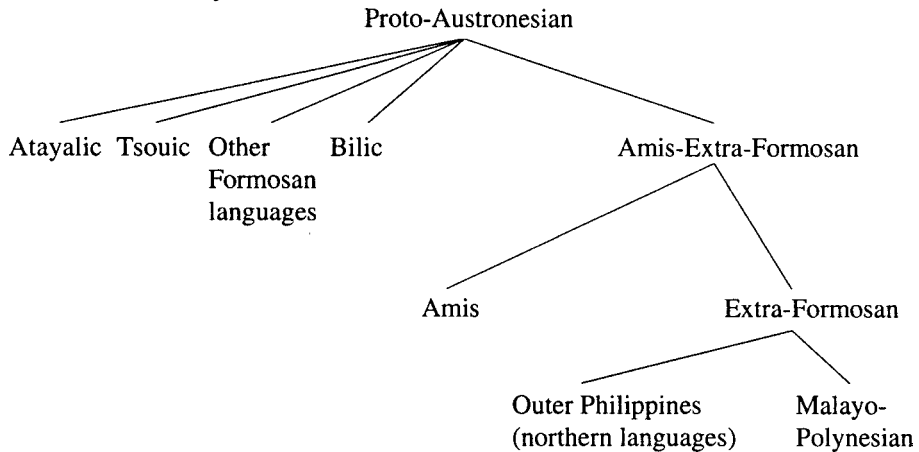 Proto-Austronesian
Atayalic Tsouic Other Formosan languages Bilic Amis-Extra-Formosan
Amis Extra-Formosan
Outer Philippines (northern languages) Malayo-Polynesian